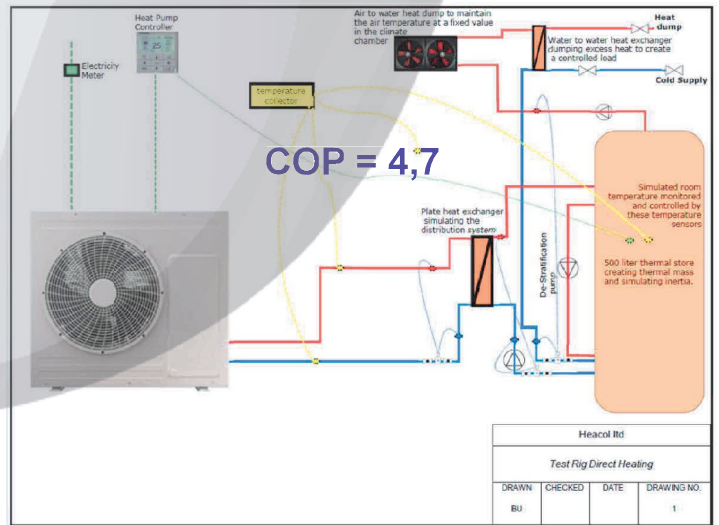 Heat Pump
Controller
25
Electricity
Meter
Air to water heat dump to maintain
the air temperature at a fixed value
in the climate
chamber
Heat
dump
Water to water heat exchanger
dumping excess heat to create
a controlled load
Cold Supply
temperature
collector
COP = 4,7
Simulated room
temperature monitored
and controlled by
these temperature
sensors
Plate heat exchanger
simulating the
distribution system
De-Stratification
pump
500 liter thermal store
creating thermal mass
and simulating inertia.
Heacol ltd
Test Rig Direct Heating
DRAWN CHECKED DATE DRAWING NO.
BU 1